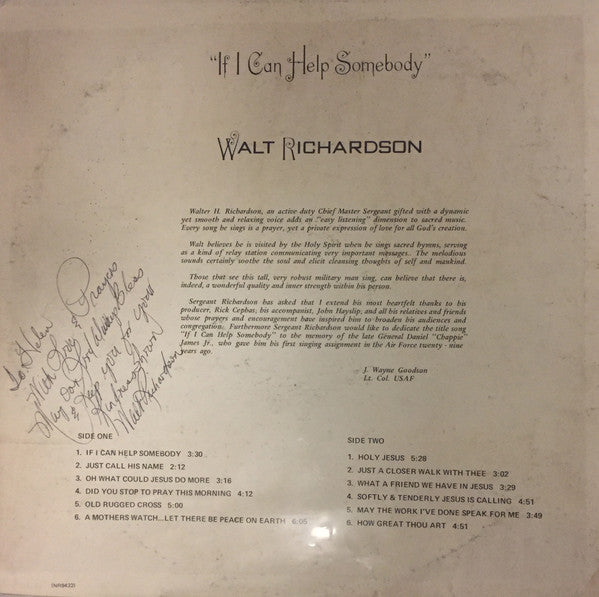 "If I Can Help Somebody"
WALT RICHARDSON
Walter H. Richardson, an active duty Chief Master Sergeant gifted with a dynamic
yet smooth and relaxing voice adds an "easy listening" dimension to sacred music.
Every song he sings is a prayer, yet a private expression of love for all God's creation.
Walt believes he is visited by the Holy Spirit when he sings sacred hymns, serving
as a kind of relay station communicating very important messages. The melodious
sounds certainly soothe the soul and elicit cleansing thoughts of self and mankind.
Those that see this tall, very robust military man sing, can believe that there is,
indeed, a wonderful quality and inner strength within his person.
Sergeant Richardson has asked that I extend his most heartfelt thanks to his
producer, Rick Cephas; his accompanist, John Hayslip, and all his relatives and friends
whose prayers and encouragement have inspired him to broaden his audiences and
congregation. Furthermore Sergeant Richardson would like to dedicate the title song
"If I Can Help Somebody" to the memory of the late General Daniel "Chappie"
James Jr., who gave him his first singing assignment in the Air Force twenty - nine
years ago.
J. Wayne Goodson
Lt. Col. USAF
To Helen & Frances
With Love
May our Lord always bless
& keep you
Walt Richardson
SIDE ONE
1. IF I CAN HELP SOMEBODY 3:30
2. JUST CALL HIS NAME 2:12
3. OH WHAT COULD JESUS DO MORE 3:16
4. DID YOU STOP TO PRAY THIS MORNING 4:12
5. OLD RUGGED CROSS 5:00
6. A MOTHERS WATCH...LET THERE BE PEACE ON EARTH 6:05
SIDE TWO
1. HOLY JESUS 5:28
2. JUST A CLOSER WALK WITH THEE 3:02
3. WHAT A FRIEND WE HAVE IN JESUS 3:29
4. SOFTLY & TENDERLY JESUS IS CALLING 4:51
5. MAY THE WORK I'VE DONE SPEAK FOR ME 3:49
6. HOW GREAT THOU ART 4:51